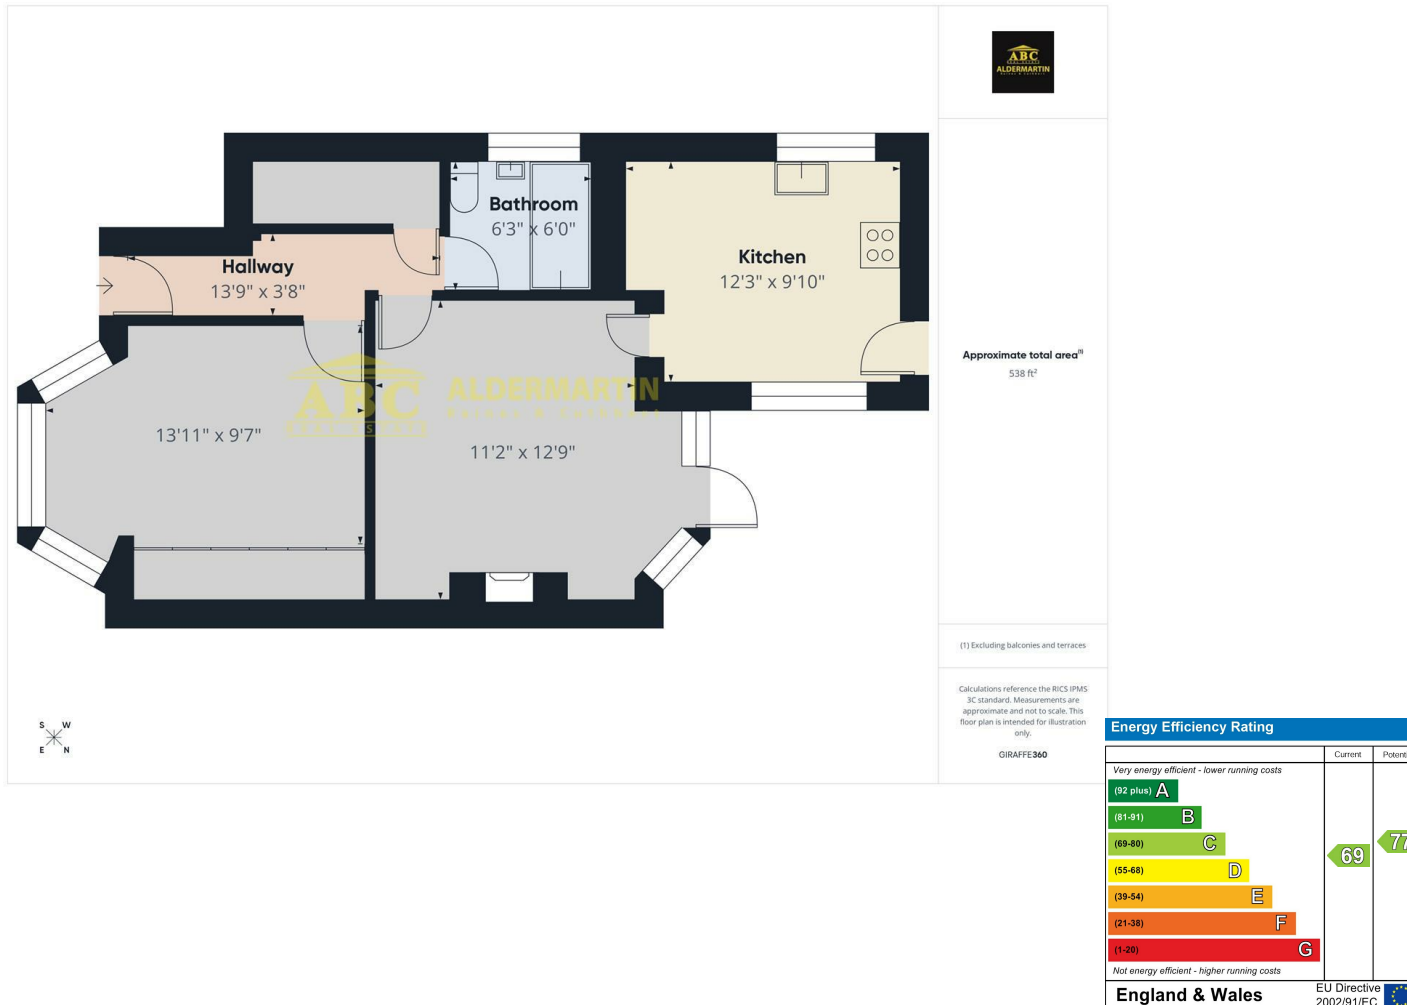 ABC
ALDERMARTIN
Bathroom
6'3" x 6'0"
Kitchen
12'3" x 9'10"
Hallway
13'9" x 3'8"
ABC
ALDERMARTIN
13'11" x 9'7"
11'2" x 12'9"
Approximate total area(1)
538 ft²
(1) Excluding balconies and terraces
Calculations reference the RICS IPMS
3C standard. Measurements are
approximate and not to scale. This
floor plan is intended for illustration
only.
GIRAFFE360
S W
E N
Energy Efficiency Rating
Current Potent
Very energy efficient - lower running costs
(92 plus) A
(81-91) B
(69-80) C
(55-68) D
(39-54) E
(21-38) F
(1-20) G
69
77
Not energy efficient - higher running costs
England & Wales
EU Directive
2002/91/EC